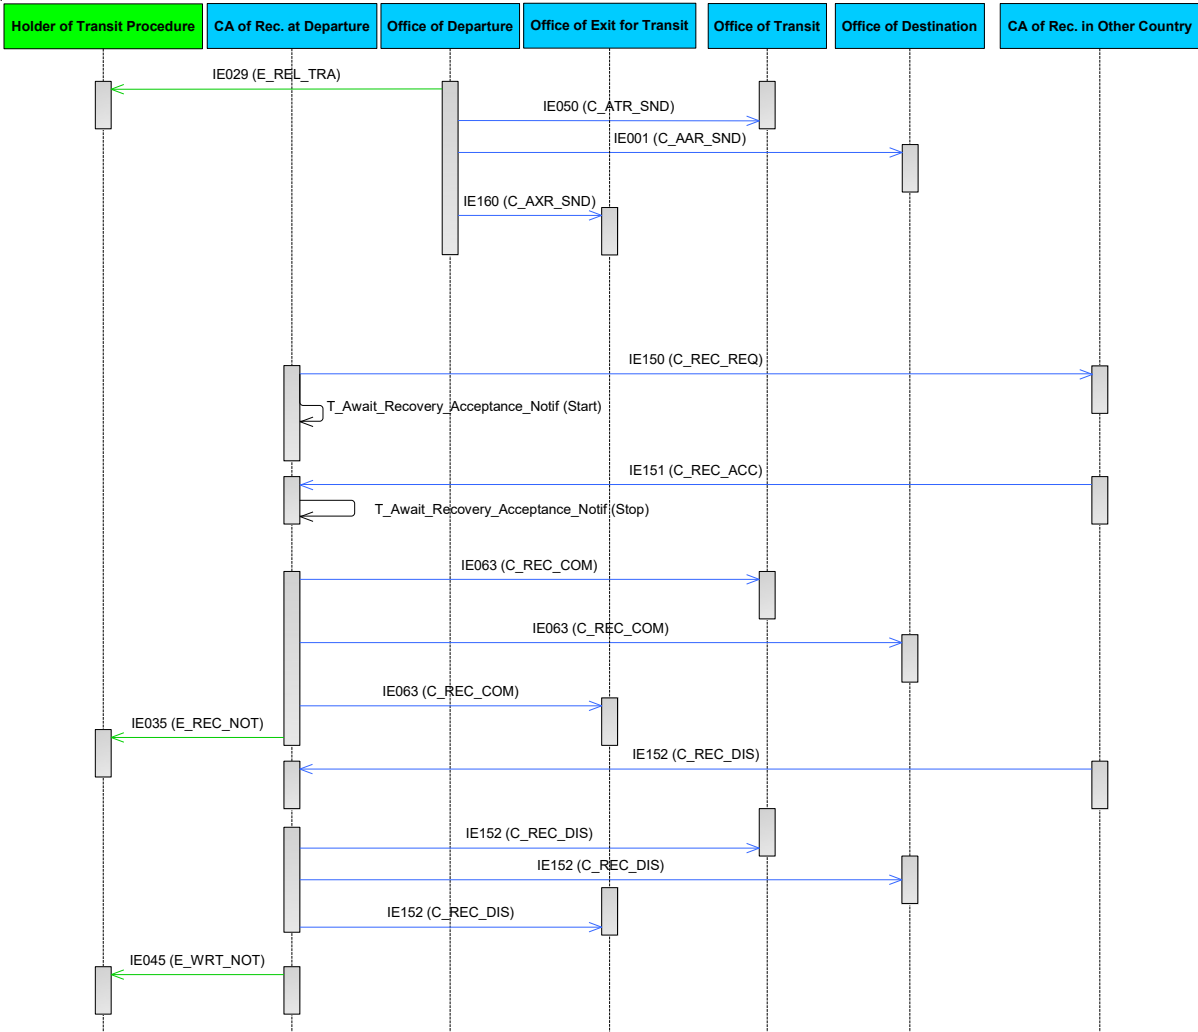 Holder of Transit Procedure
CA of Rec. at Departure
Office of Departure
Office of Exit for Transit
Office of Transit
Office of Destination
CA of Rec. in Other Country
IE029 (E_REL_TRA)
IE050 (C_ATR_SND)
IE001 (C_AAR_SND)
IE160 (C_AXR_SND)
IE150 (C_REC_REQ)
T_Await_Recovery_Acceptance_Notif (Start)
IE151 (C_REC_ACC)
T_Await_Recovery_Acceptance_Notif (Stop)
IE063 (C_REC_COM)
IE063 (C_REC_COM)
IE063 (C_REC_COM)
IE035 (E_REC_NOT)
IE152 (C_REC_DIS)
IE152 (C_REC_DIS)
IE152 (C_REC_DIS)
IE152 (C_REC_DIS)
IE045 (E_WRT_NOT)